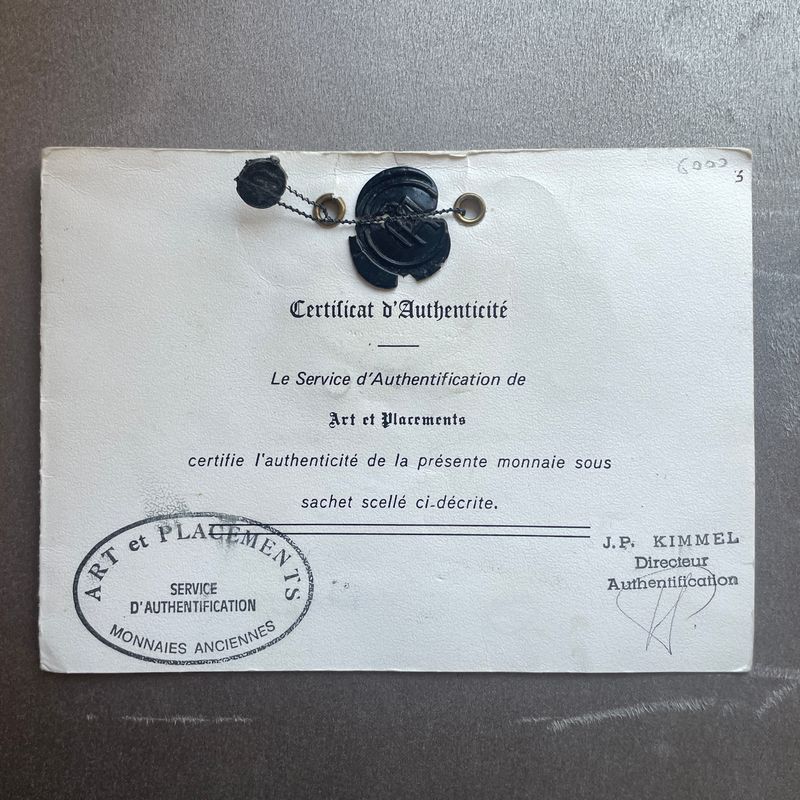 6000
Certificat d'Authenticité
Le Service d'Authentification de
Art et Placements
certifie l'authenticité de la présente monnaie sous
sachet scellé ci-décrite.
J.P. KIMMEL
Directeur
Authentification
ART et PLACEMENTS
SERVICE
D'AUTHENTIFICATION
MONNAIES ANCIENNES